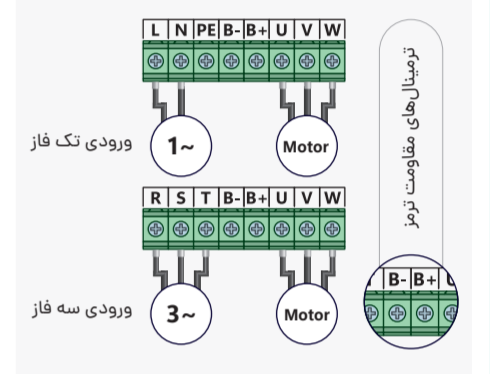 L N PE B- B+ U V W
ورودی تک فاز
1~
Motor
R S T B- B+ U V W
ورودی سه فاز
3~
Motor
ترمینال‌های مقاومت ترمز
B- B+